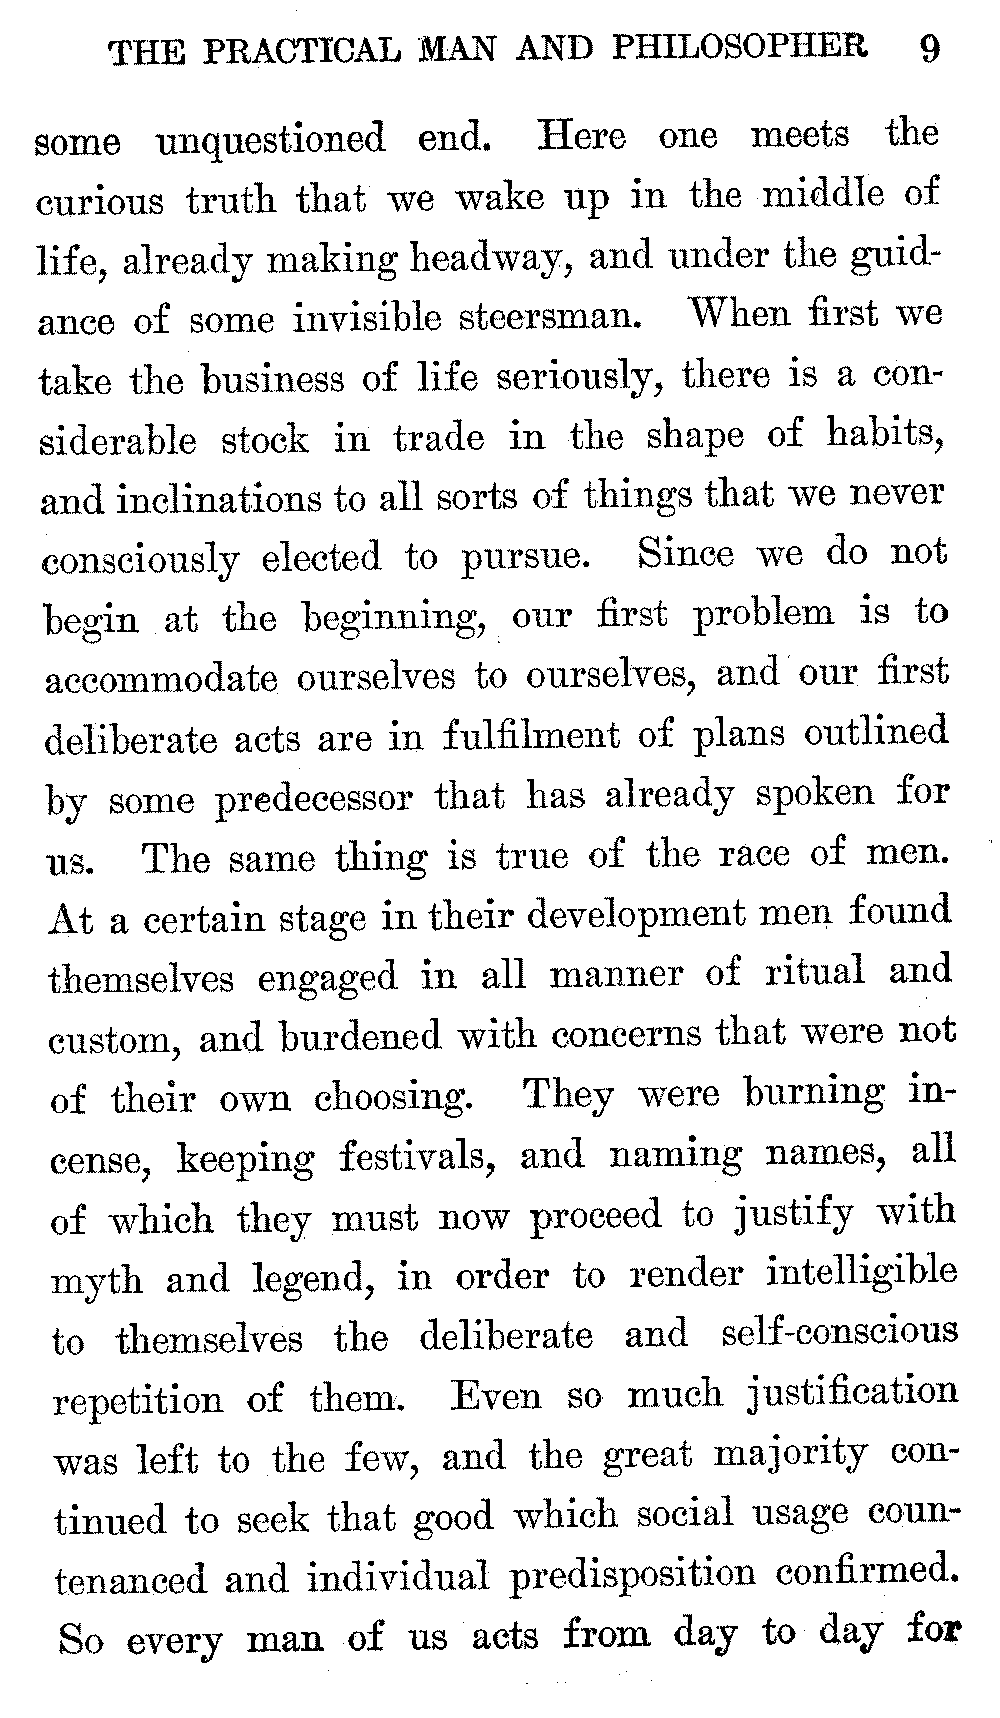 THE PRACTICAL MAN AND PHILOSOPHER 9
some unquestioned end. Here one meets the
curious truth that we wake up in the middle of
life, already making headway, and under the guid-
ance of some invisible steersman. When first we
take the business of life seriously, there is a con-
siderable stock in trade in the shape of habits,
and inclinations to all sorts of things that we never
consciously elected to pursue. Since we do not
begin at the beginning, our first problem is to
accommodate ourselves to ourselves, and our first
deliberate acts are in fulfilment of plans outlined
by some predecessor that has already spoken for
us. The same thing is true of the race of men.
At a certain stage in their development men found
themselves engaged in all manner of ritual and
custom, and burdened with concerns that were not
of their own choosing. They were burning in-
cense, keeping festivals, and naming names, all
of which they must now proceed to justify with
myth and legend, in order to render intelligible
to themselves the deliberate and self-conscious
repetition of them. Even so much justification
was left to the few, and the great majority con-
tinued to seek that good which social usage coun-
tenanced and individual predisposition confirmed.
So every man of us acts from day to day for